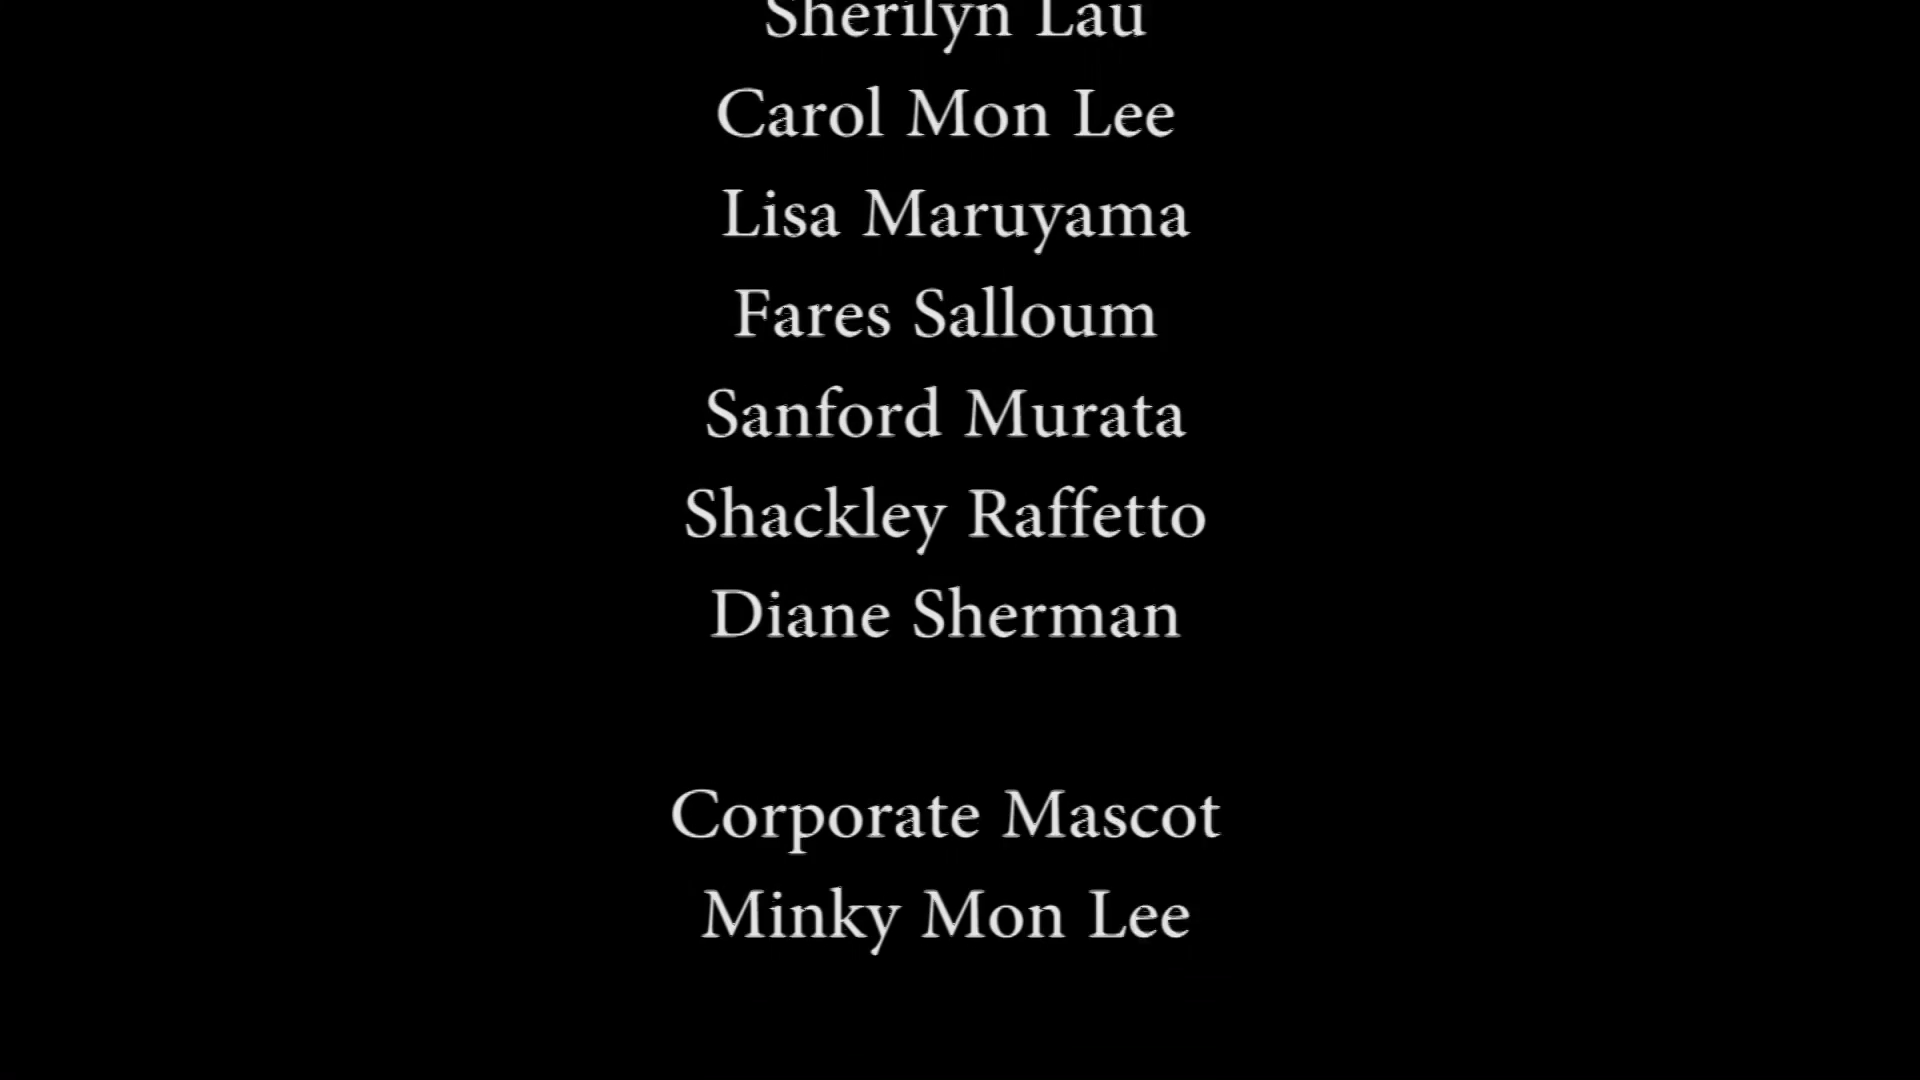 Sherilyn Lau
Carol Mon Lee
Lisa Maruyama
Fares Salloum
Sanford Murata
Shackley Raffetto
Diane Sherman
Corporate Mascot
Minky Mon Lee